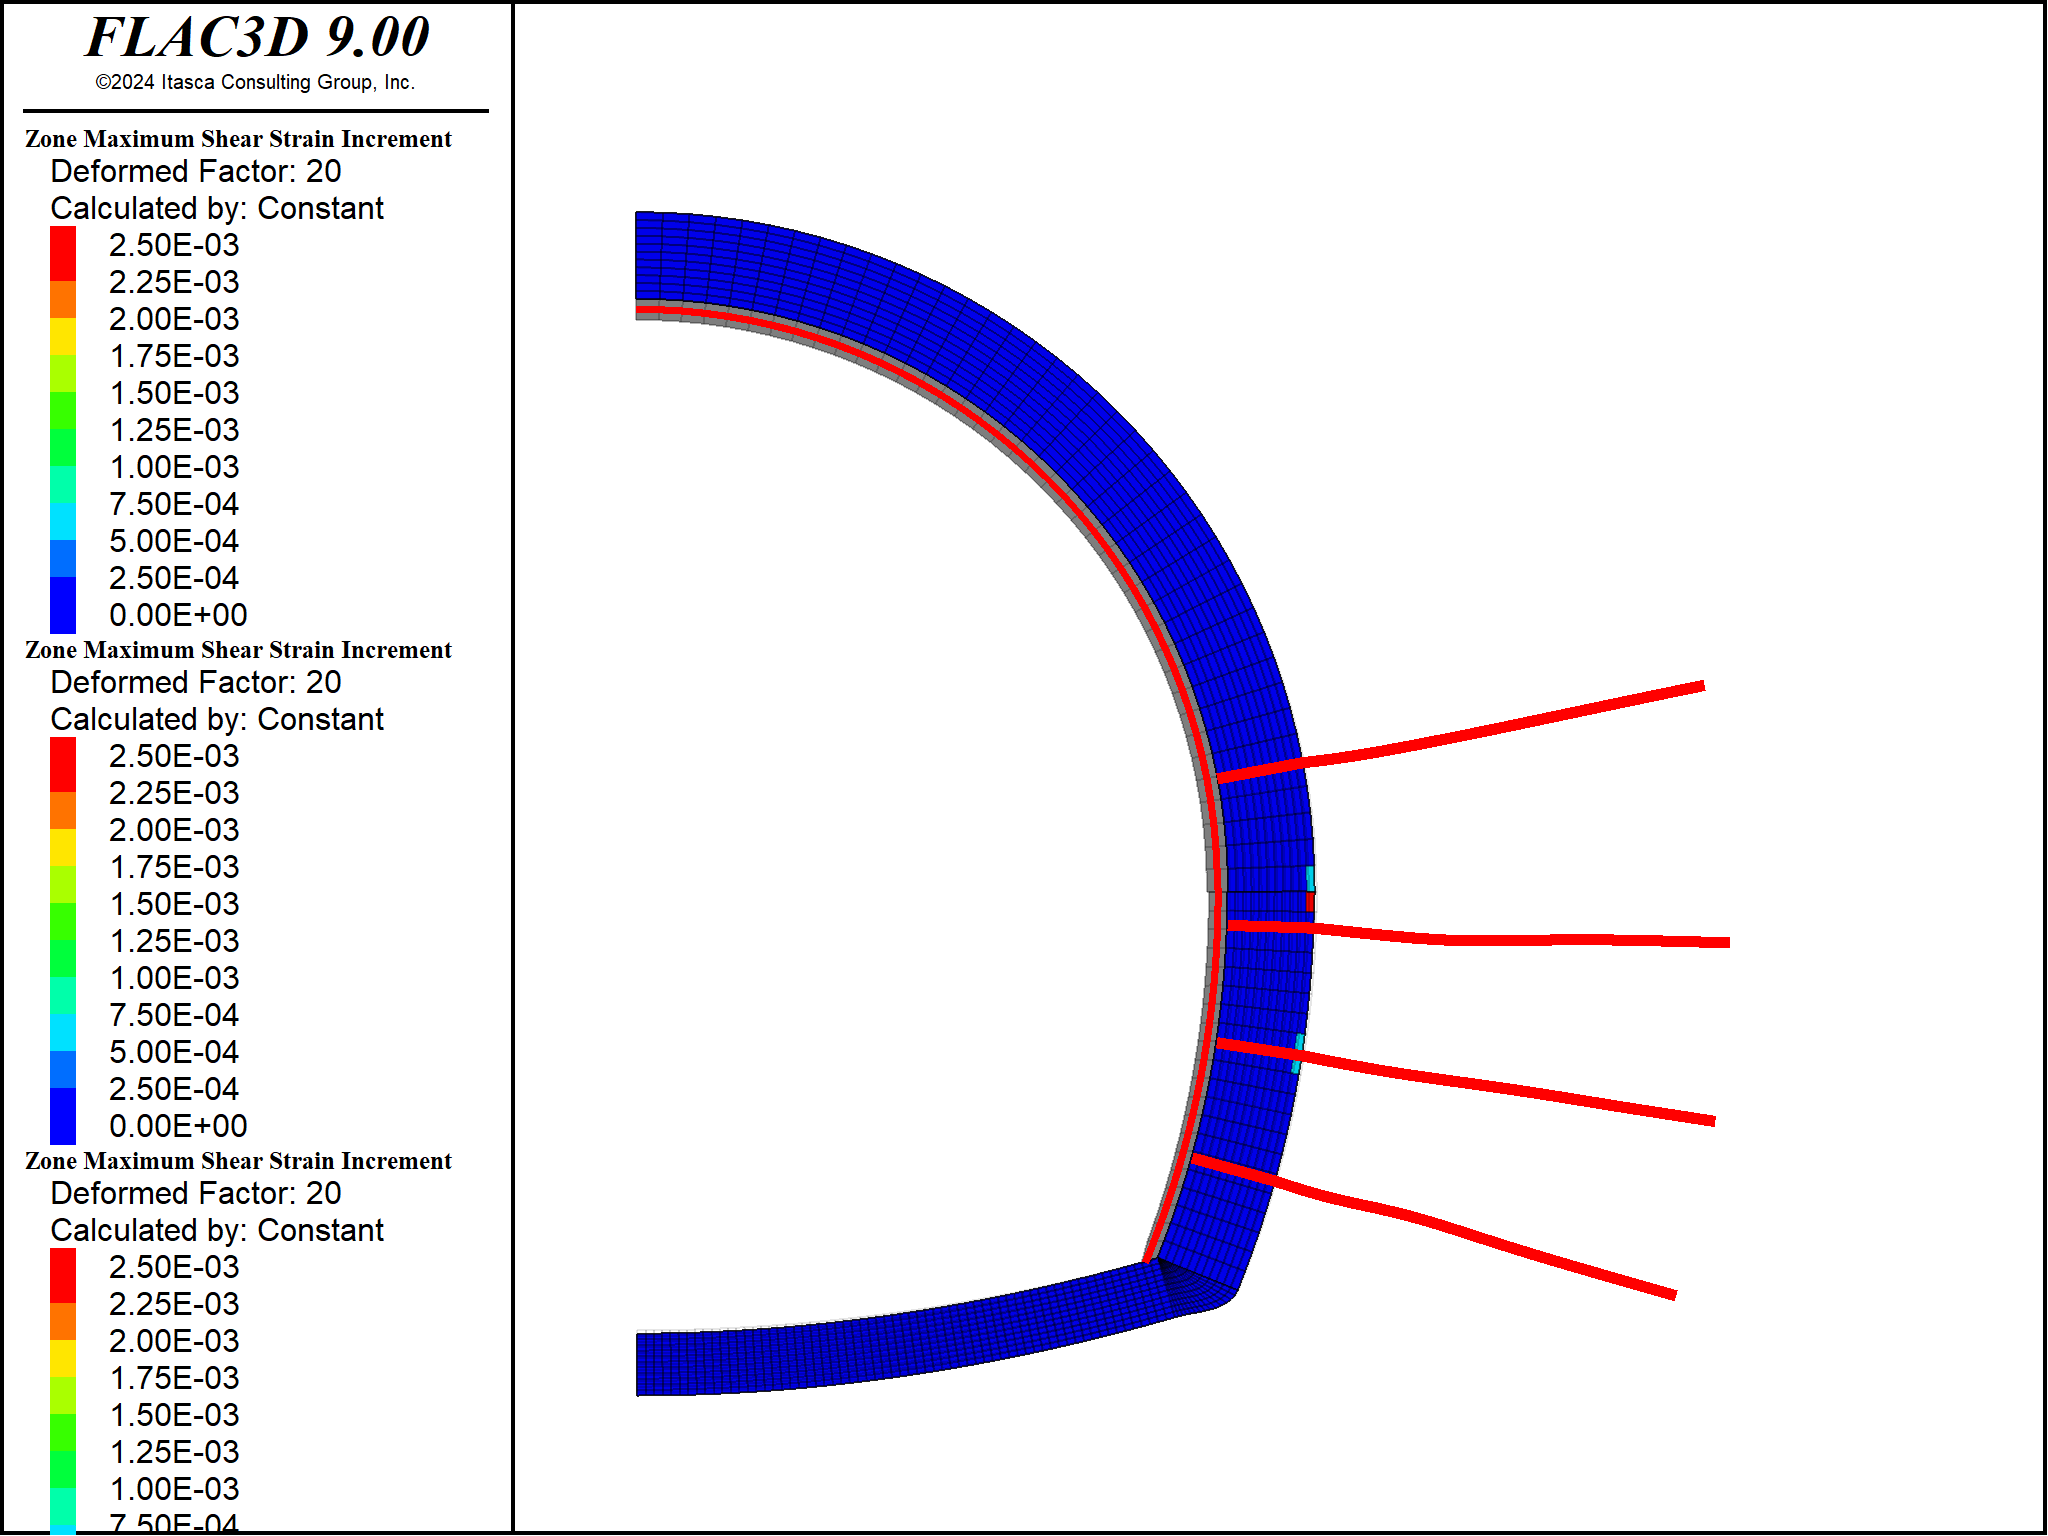 FLAC3D 9.00
©2024 Itasca Consulting Group, Inc.
Zone Maximum Shear Strain Increment
Deformed Factor: 20
Calculated by: Constant
2.50E-03
2.25E-03
2.00E-03
1.75E-03
1.50E-03
1.25E-03
1.00E-03
7.50E-04
5.00E-04
2.50E-04
0.00E+00
Zone Maximum Shear Strain Increment
Deformed Factor: 20
Calculated by: Constant
2.50E-03
2.25E-03
2.00E-03
1.75E-03
1.50E-03
1.25E-03
1.00E-03
7.50E-04
5.00E-04
2.50E-04
0.00E+00
Zone Maximum Shear Strain Increment
Deformed Factor: 20
Calculated by: Constant
2.50E-03
2.25E-03
2.00E-03
1.75E-03
1.50E-03
1.25E-03
1.00E-03
7.50E-04